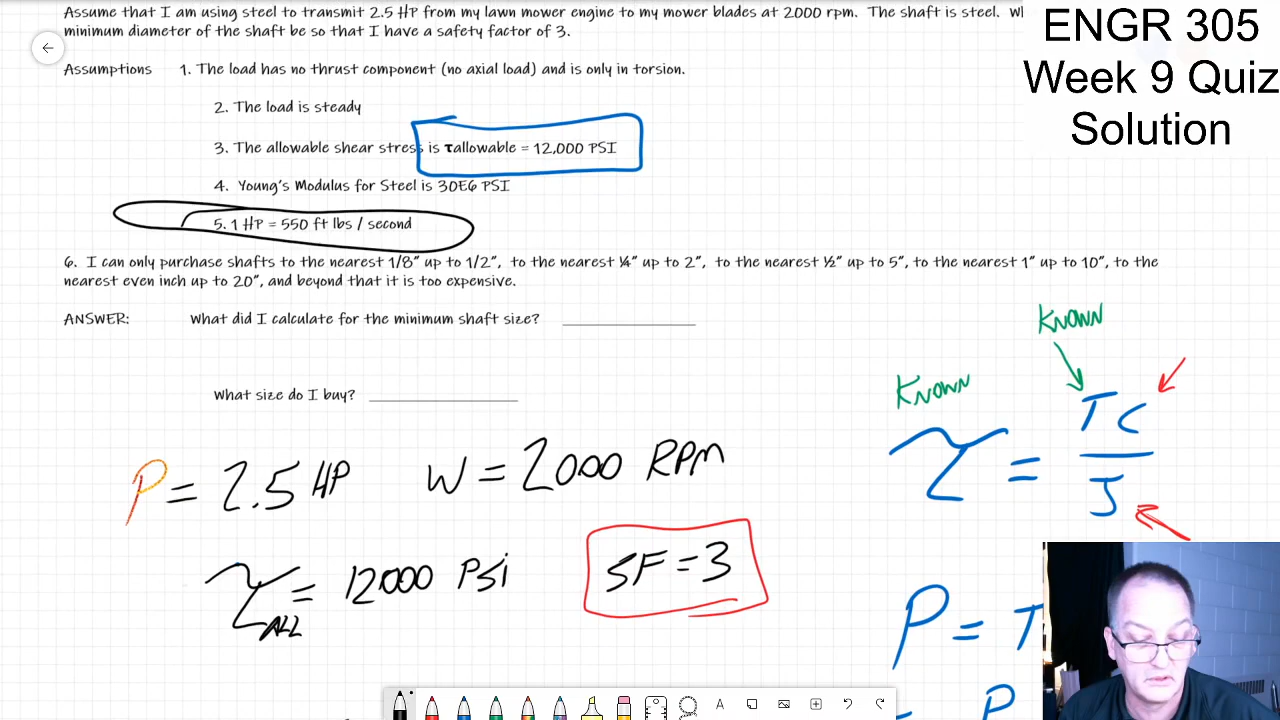 Assume that I am using steel to transmit 2.5 HP from my lawn mower engine to my mower blades at 2000 rpm. The shaft is steel.
minimum diameter of the shaft be so that I have a safety factor of 3.
Assumptions 1. The load has no thrust component (no axial load) and is only in torsion.
2. The load is steady
3. The allowable shear stress is τallowable = 12,000 PSI
4. Young's Modulus for Steel is 30E6 PSI
5. 1 HP = 550 ft lbs / second
6. I can only purchase shafts to the nearest 1/8" up to 1/2", to the nearest ¼" up to 2", to the nearest ½" up to 5", to the nearest 1" up to 10", to the
nearest even inch up to 20", and beyond that it is too expensive.
ANSWER: What did I calculate for the minimum shaft size? ____________
What size do I buy? ____________
ENGR 305
Week 9 Quiz
Solution
KNOWN
KNOWN
τ = TC
J
P = 2.5 HP W = 2000 RPM
τALL = 12000 PSi
SF = 3
P = T
= P
A